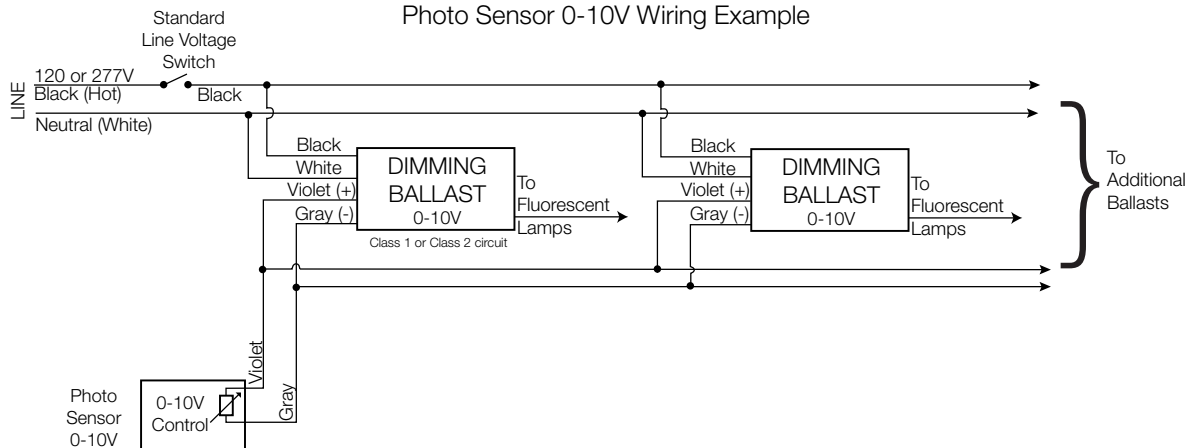 Photo Sensor 0-10V Wiring Example
Standard
Line Voltage
Switch
LINE
120 or 277V
Black (Hot)
Black
Neutral (White)
Black
White
Violet (+)
Gray (-)
DIMMING
BALLAST
0-10V
Class 1 or Class 2 circuit
To
Fluorescent
Lamps
Black
White
Violet (+)
Gray (-)
DIMMING
BALLAST
0-10V
To
Fluorescent
Lamps
To
Additional
Ballasts
Violet
Gray
Photo
Sensor
0-10V
0-10V
Control